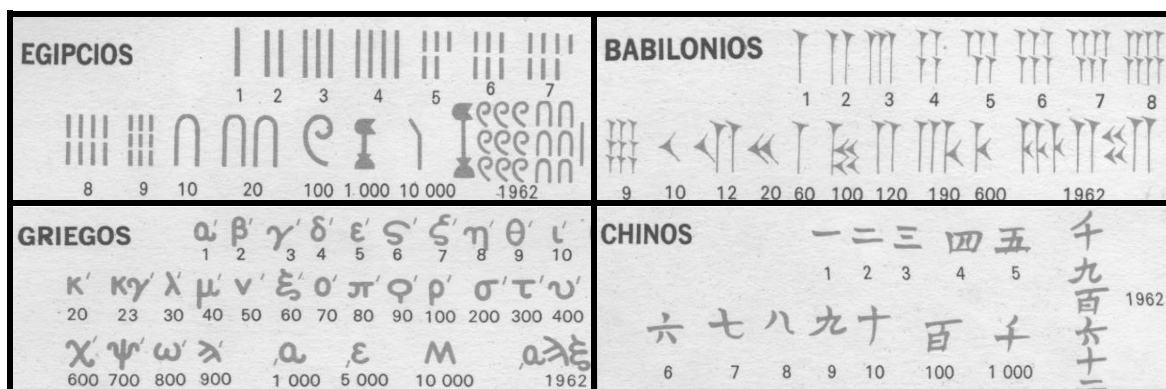 EGIPCIOS
1 2 3 4 5 6 7
8 9 10 20 100 1 000 10 000 1962
BABILONIOS
1 2 3 4 5 6 7 8
9 10 12 20 60 100 120 190 600 1962
GRIEGOS
α' β' γ' δ' ε' ς' ξ' η' θ' ι'
1 2 3 4 5 6 7 8 9 10
κ' κγ' λ' μ' ν' ξ' ο' π' ϙ' ρ' σ' τ' υ'
20 23 30 40 50 60 70 80 90 100 200 300 400
χ' ψ' ω' ϡ' ͵α ͵ε Μ ͵αϡξ
600 700 800 900 1 000 5 000 10 000 1962
CHINOS
一 二 三 四 五
1 2 3 4 5
六 七 八 九 十 百 千
6 7 8 9 10 100 1 000
千九百六十二
1962